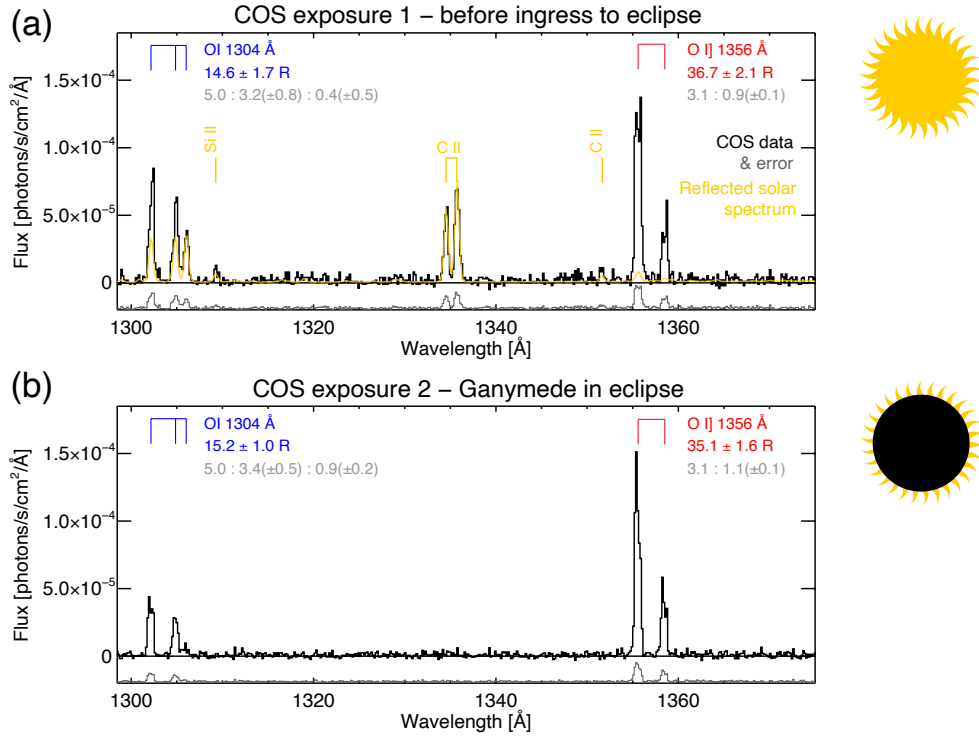 (a)
COS exposure 1 – before ingress to eclipse
OI 1304 Å
14.6 ± 1.7 R
5.0 : 3.2(±0.8) : 0.4(±0.5)
O I] 1356 Å
36.7 ± 2.1 R
3.1 : 0.9(±0.1)
Si II
C II
C II
COS data
& error
Reflected solar
spectrum
1.5×10⁻⁴
1.0×10⁻⁴
5.0×10⁻⁵
0
Flux [photons/s/cm²/Å]
1300 1320 1340 1360
Wavelength [Å]
(b)
COS exposure 2 – Ganymede in eclipse
OI 1304 Å
15.2 ± 1.0 R
5.0 : 3.4(±0.5) : 0.9(±0.2)
O I] 1356 Å
35.1 ± 1.6 R
3.1 : 1.1(±0.1)
1.5×10⁻⁴
1.0×10⁻⁴
5.0×10⁻⁵
0
Flux [photons/s/cm²/Å]
1300 1320 1340 1360
Wavelength [Å]